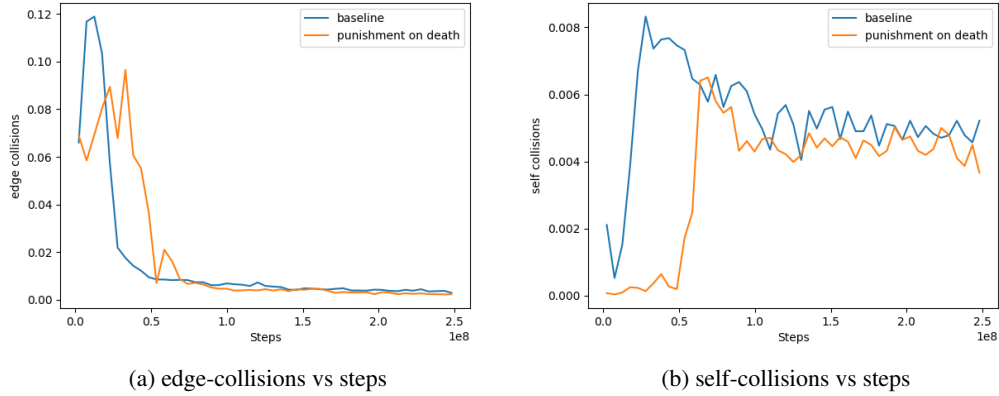 0.12
0.10
0.08
0.06
0.04
0.02
0.00
edge collisions
0.0
0.5
1.0
1.5
2.0
2.5
1e8
Steps
baseline
punishment on death
(a) edge-collisions vs steps
0.008
0.006
0.004
0.002
0.000
self collisions
0.0
0.5
1.0
1.5
2.0
2.5
1e8
Steps
baseline
punishment on death
(b) self-collisions vs steps